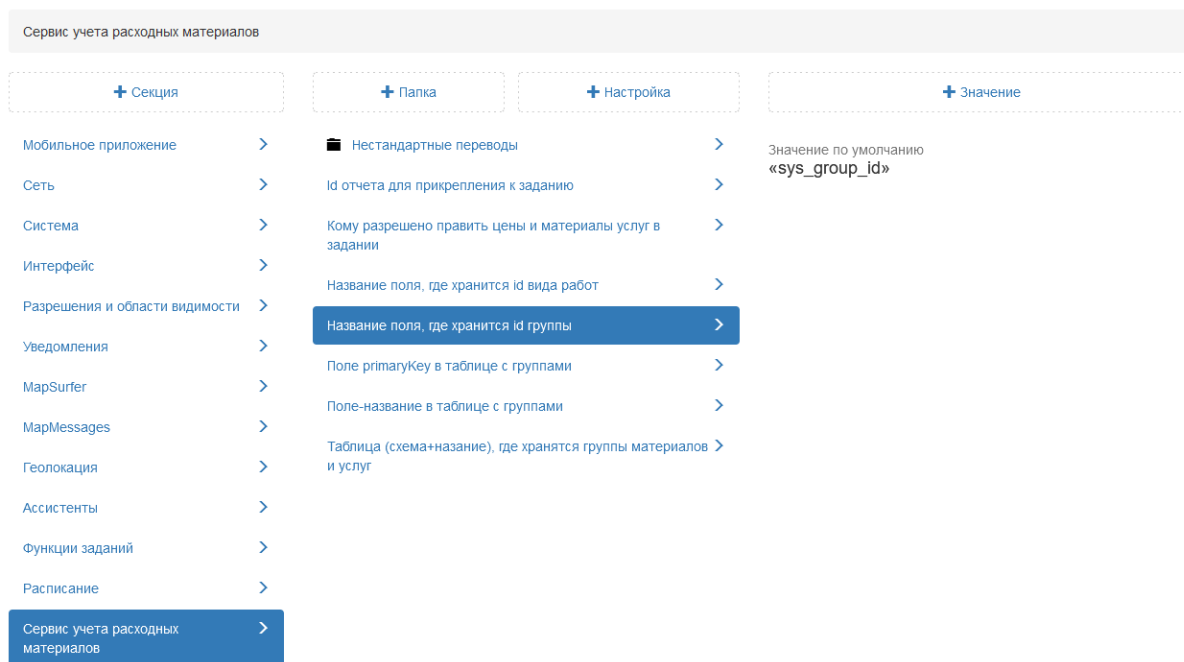 Сервис учета расходных материалов
+ Секция
+ Папка
+ Настройка
+ Значение
Мобильное приложение
Сеть
Система
Интерфейс
Разрешения и области видимости
Уведомления
MapSurfer
MapMessages
Геолокация
Ассистенты
Функции заданий
Расписание
Сервис учета расходных
материалов
Нестандартные переводы
Id отчета для прикрепления к заданию
Кому разрешено править цены и материалы услуг в
задании
Название поля, где хранится id вида работ
Название поля, где хранится id группы
Поле primaryKey в таблице с группами
Поле-название в таблице с группами
Таблица (схема+назание), где хранятся группы материалов
и услуг
Значение по умолчанию
«sys_group_id»